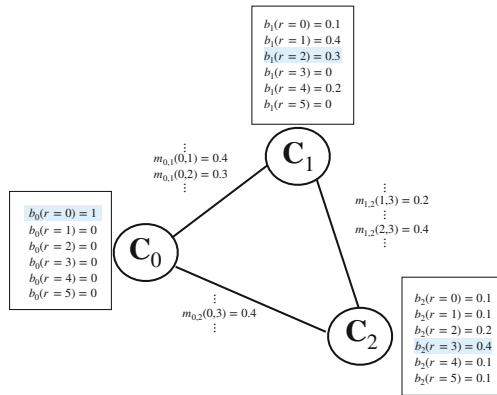 b₁(r = 0) = 0.1
b₁(r = 1) = 0.4
b₁(r = 2) = 0.3
b₁(r = 3) = 0
b₁(r = 4) = 0.2
b₁(r = 5) = 0
C₁
⋮
m₀,₁(0,1) = 0.4
m₀,₁(0,2) = 0.3
⋮
⋮
m₁,₂(1,3) = 0.2
⋮
m₁,₂(2,3) = 0.4
⋮
b₀(r = 0) = 1
b₀(r = 1) = 0
b₀(r = 2) = 0
b₀(r = 3) = 0
b₀(r = 4) = 0
b₀(r = 5) = 0
C₀
⋮
m₀,₂(0,3) = 0.4
⋮
C₂
b₂(r = 0) = 0.1
b₂(r = 1) = 0.1
b₂(r = 2) = 0.2
b₂(r = 3) = 0.4
b₂(r = 4) = 0.1
b₂(r = 5) = 0.1